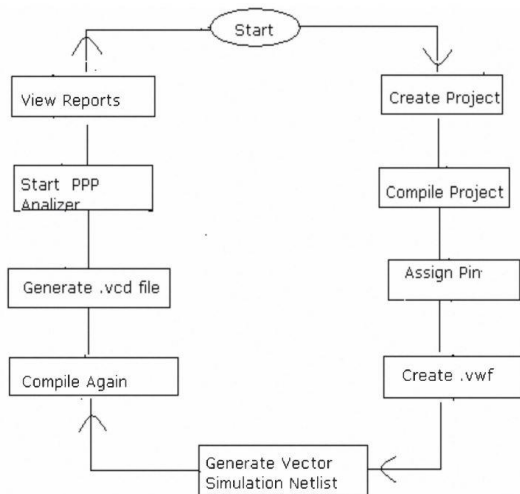 Start
Create Project
Compile Project
Assign Pin
Create .vwf
Generate Vector
Simulation Netlist
Compile Again
Generate .vcd file
Start PPP
Analizer
View Reports